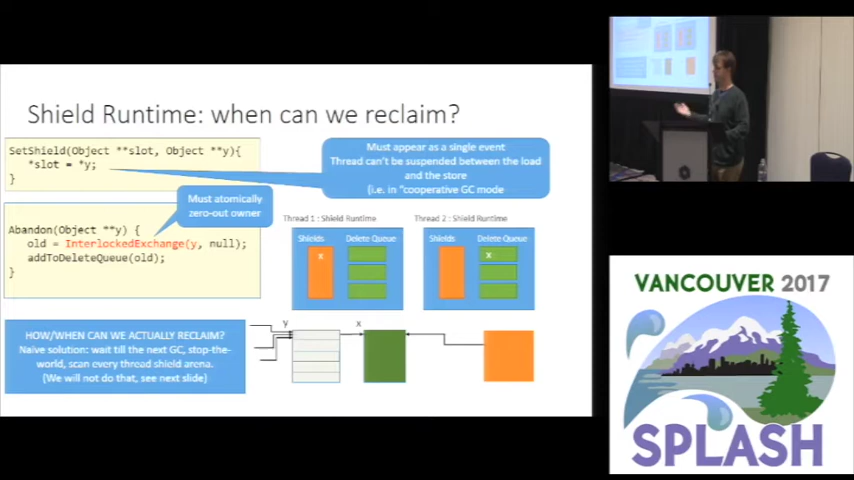 Shield Runtime: when can we reclaim?
SetShield(Object **slot, Object **y){
*slot = *y;
}
Must appear as a single event
Thread can't be suspended between the load
and the store
(i.e. in "cooperative GC mode
Must atomically
zero-out owner
Abandon(Object **y) {
old = InterlockedExchange(y, null);
addToDeleteQueue(old);
}
Thread 1 : Shield Runtime
Shields
Delete Queue
x
Thread 2 : Shield Runtime
Shields
Delete Queue
x
HOW/WHEN CAN WE ACTUALLY RECLAIM?
Naïve solution: wait till the next GC, stop-the-
world, scan every thread shield arena.
(We will not do that, see next slide)
y
x
VANCOUVER 2017
SPLASH